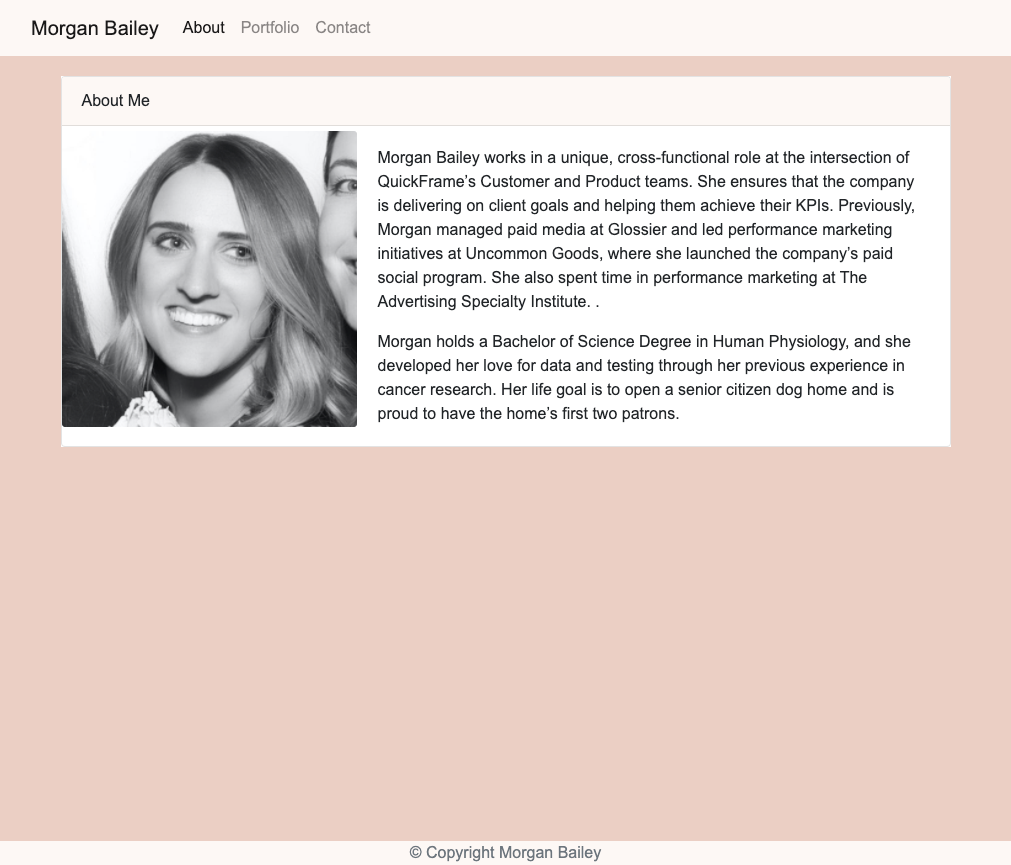 Morgan Bailey About Portfolio Contact
About Me
Morgan Bailey works in a unique, cross-functional role at the intersection of
QuickFrame’s Customer and Product teams. She ensures that the company
is delivering on client goals and helping them achieve their KPIs. Previously,
Morgan managed paid media at Glossier and led performance marketing
initiatives at Uncommon Goods, where she launched the company’s paid
social program. She also spent time in performance marketing at The
Advertising Specialty Institute. .
Morgan holds a Bachelor of Science Degree in Human Physiology, and she
developed her love for data and testing through her previous experience in
cancer research. Her life goal is to open a senior citizen dog home and is
proud to have the home’s first two patrons.
© Copyright Morgan Bailey